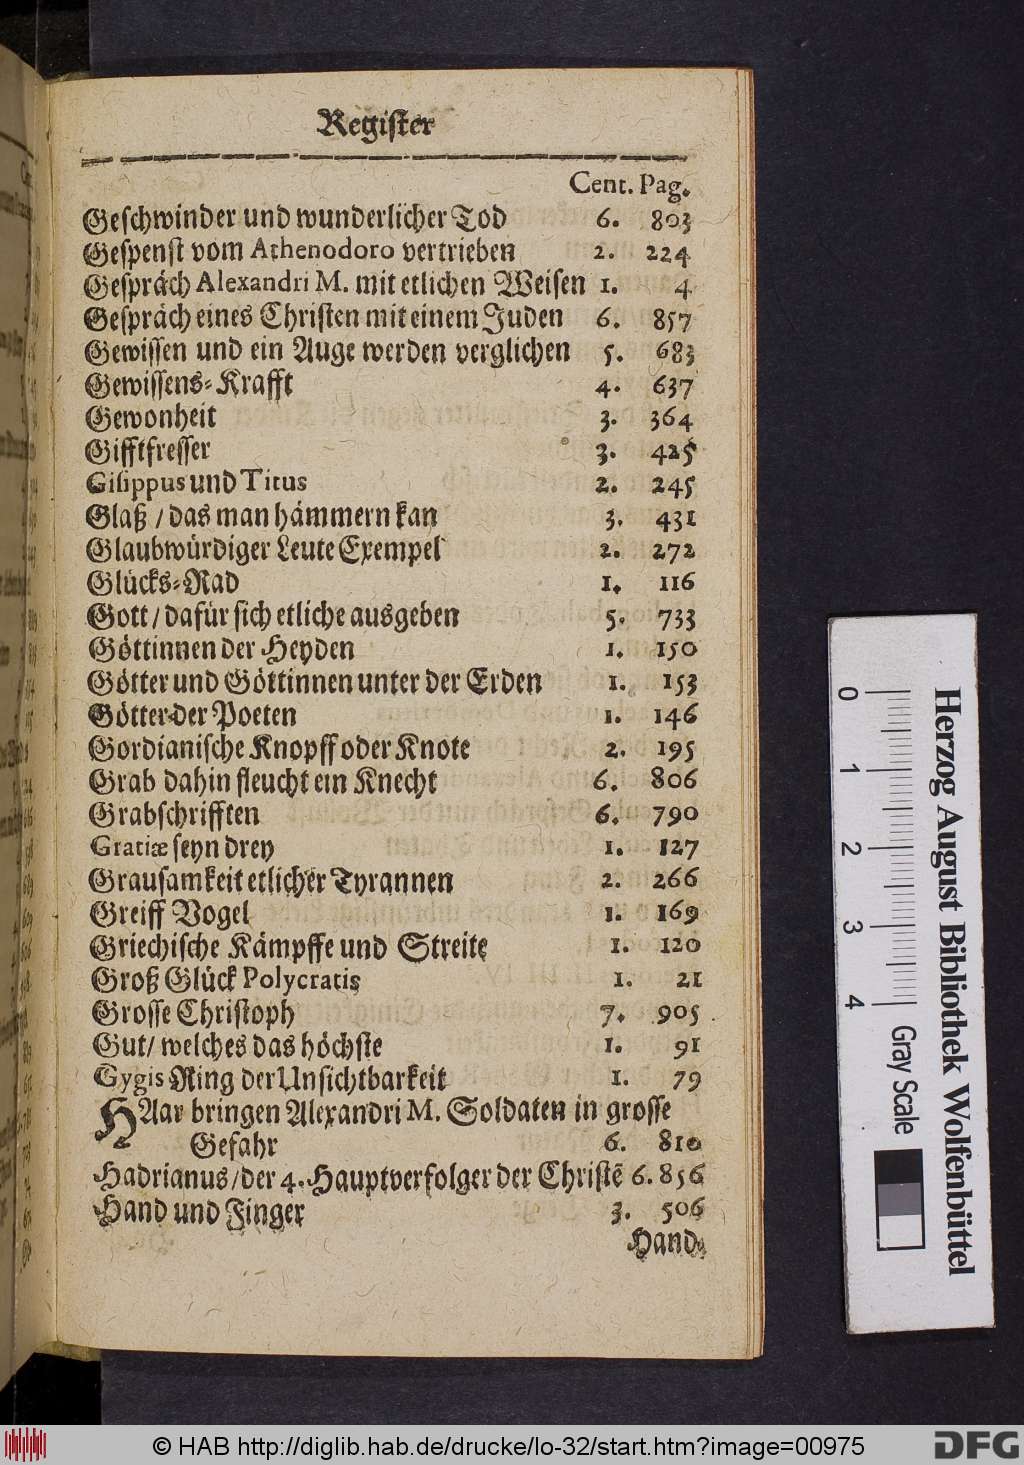 Register
Cent. Pag.
Geschwinder und wunderlicher Tod 6. 803
Gespenst vom Athenodoro vertrieben 2. 224
Gespräch Alexandri M. mit etlichen Weisen 1. 4
Gespräch eines Christen mit einem Juden 6. 857
Gewissen und ein Auge werden verglichen 5. 683
Gewissens-Krafft 4. 637
Gewonheit 3. 364
Gifftfresser 3. 425
Gilippus und Titus 2. 245
Glaß / das man hämmern kan 3. 431
Glaubwürdiger Leute Exempel 2. 272
Glücks-Rad 1. 116
Gott / dafür sich etliche ausgeben 5. 733
Göttinnen der Heyden 1. 150
Götter und Göttinnen unter der Erden 1. 153
Götter der Poeten 1. 146
Gordianische Knopff oder Knote 2. 195
Grab dahin fleucht ein Knecht 6. 806
Grabschrifften 6. 790
Gratiæ seyn drey 1. 127
Grausamkeit etlicher Tyrannen 2. 266
Greiff Vogel 1. 169
Griechische Kämpffe und Streite 1. 120
Groß Glück Polycratis 1. 21
Grosse Christoph 7. 905
Gut / welches das höchste 1. 91
Gygis Ring der Unsichtbarkeit 1. 79
HAar bringen Alexandri M. Soldaten in grosse
Gefahr 6. 810
Hadrianus / der 4. Hauptverfolger der Christē 6. 856
Hand und Finger 3. 506
Hand
0 1 2 3 4
Gray Scale
Herzog August Bibliothek Wolfenbüttel
© HAB http://diglib.hab.de/drucke/lo-32/start.htm?image=00975
DFG